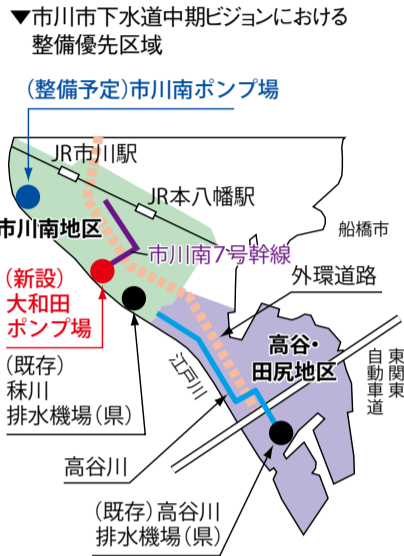 ▼市川市下水道中期ビジョンにおける
整備優先区域
(整備予定)市川南ポンプ場
JR市川駅
JR本八幡駅
市川南地区
船橋市
市川南7号幹線
(新設)
大和田
ポンプ場
外環道路
(既存)
秣川
排水機場(県)
江戸川
高谷・
田尻地区
東関東
自動車道
高谷川
(既存)高谷川
排水機場(県)